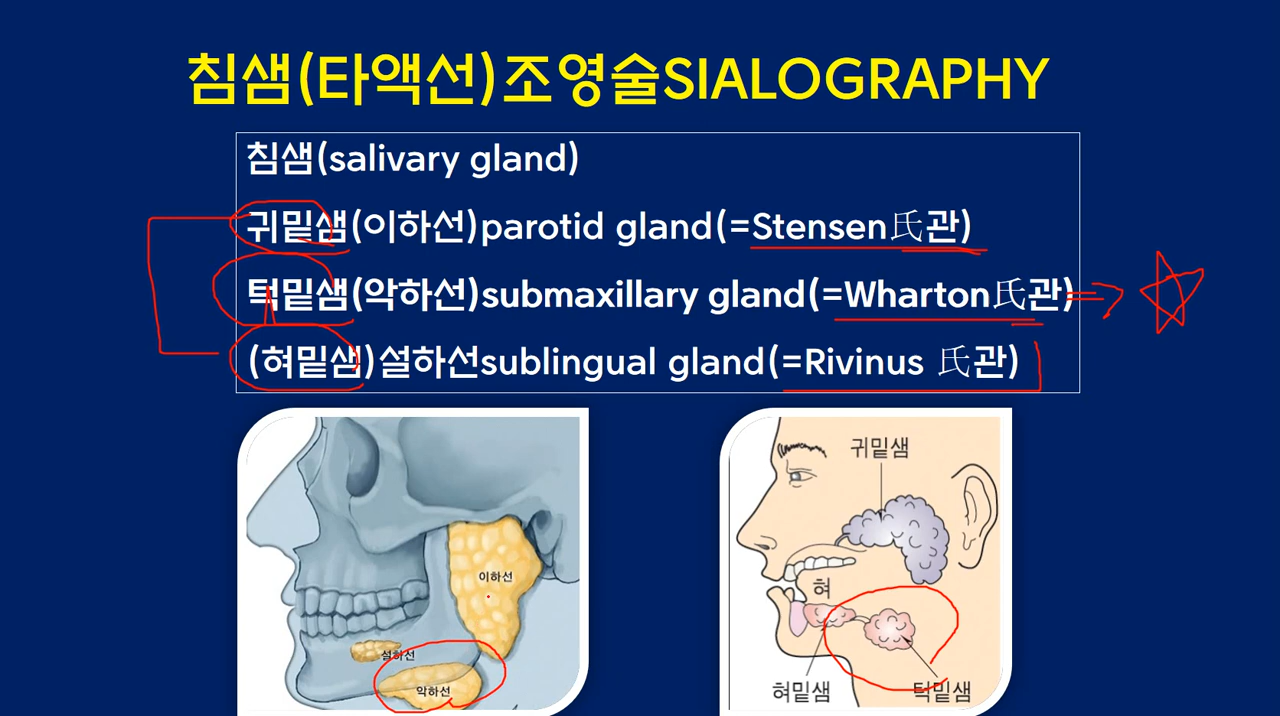 침샘(타액선)조영술SIALOGRAPHY
침샘(salivary gland)
귀밑샘(이하선)parotid gland(=Stensen氏관)
턱밑샘(악하선)submaxillary gland(=Wharton氏관)
(혀밑샘)설하선sublingual gland(=Rivinus 氏관)
이하선
설하선
악하선
귀밑샘
혀
혀밑샘
턱밑샘